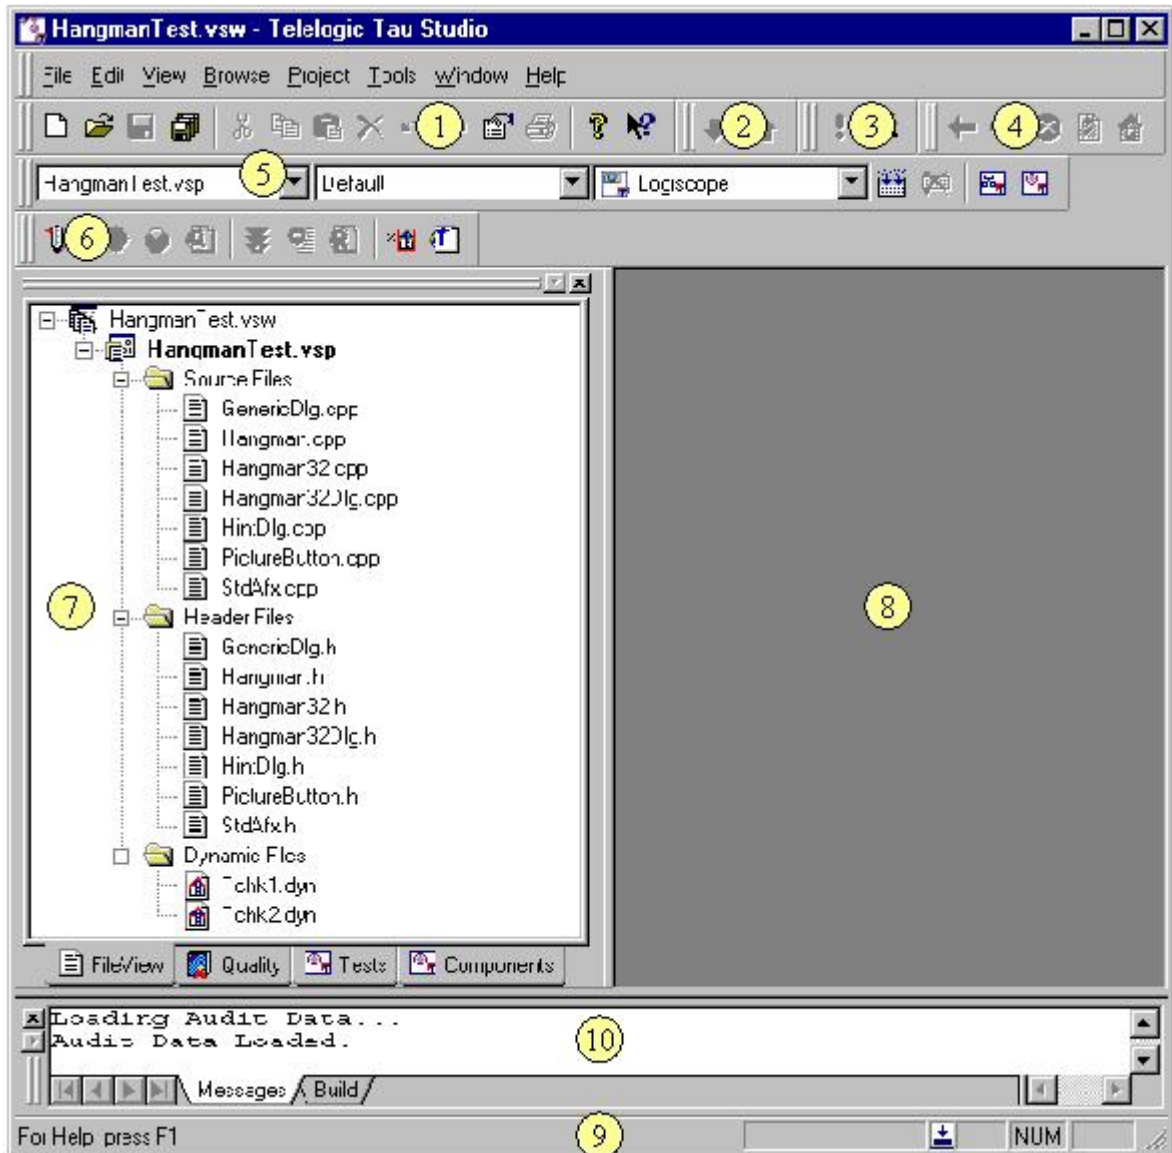 HangmanTest.vsw - Telelogic Tau Studio
File Edit View Browse Project Tools Window Help
1 2 3 4
HangmanTest.vsp 5 Default Logiscope
6
HangmanTest.vsw
HangmanTest.vsp
Source Files
GenericDlg.cpp
Hangman.cpp
Hangman32.cpp
Hangman32Dlg.cpp
HintDlg.cpp
PictureButton.cpp
StdAfx.cpp
7 Header Files 8
GenericDlg.h
Hangman.h
Hangman32.h
Hangman32Dlg.h
HintDlg.h
PictureButton.h
StdAfx.h
Dynamic Files
Tchk1.dyn
Tchk2.dyn
FileView Quality Tests Components
Loading Audit Data...
Audit Data Loaded. 10
Messages Build
For Help, press F1 9 NUM